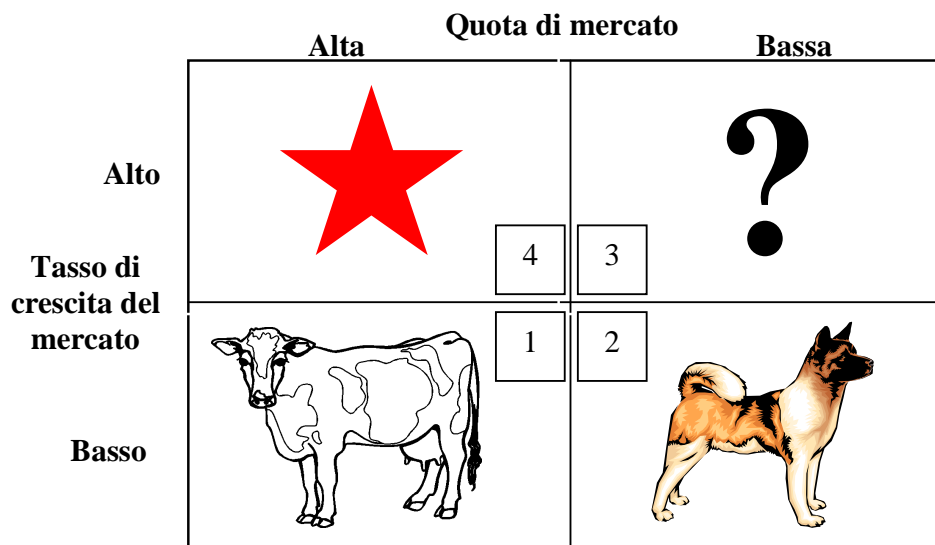 Quota di mercato
Alta
Bassa
Alto
?
4
3
Tasso di
crescita del
mercato
1
2
Basso